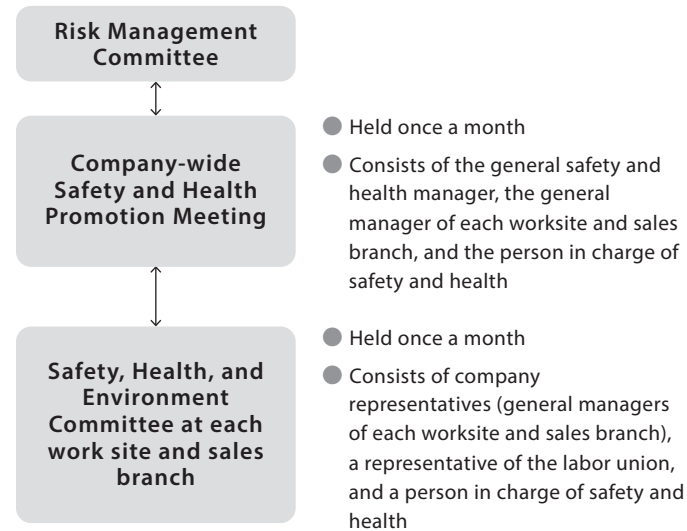 Risk Management
Committee
Company-wide
Safety and Health
Promotion Meeting
● Held once a month
● Consists of the general safety and
health manager, the general
manager of each worksite and sales
branch, and the person in charge of
safety and health
Safety, Health, and
Environment
Committee at each
work site and sales
branch
● Held once a month
● Consists of company
representatives (general managers
of each worksite and sales branch),
a representative of the labor union,
and a person in charge of safety and
health